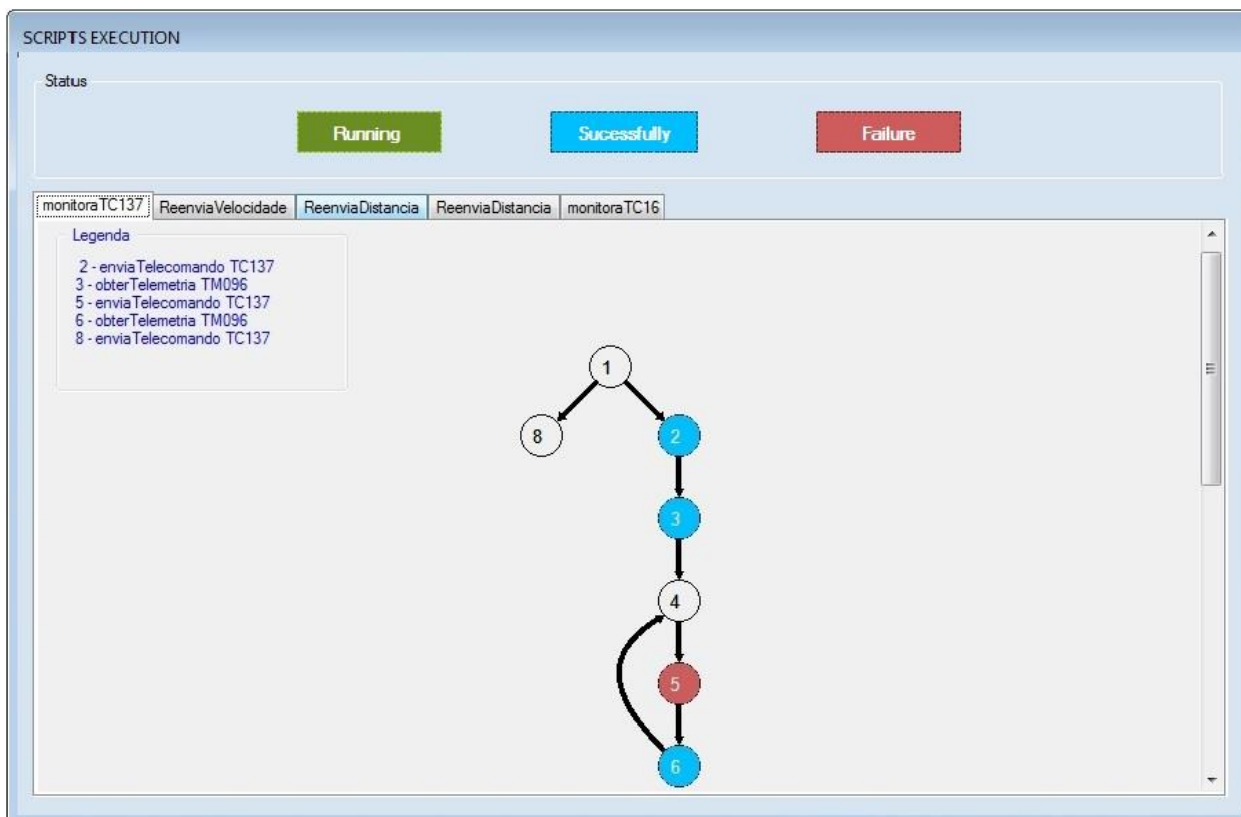 SCRIPTS EXECUTION
Status
Running Sucessfully Failure
monitoraTC137 ReenviaVelocidade ReenviaDistancia ReenviaDistancia monitoraTC16
Legenda
2 - enviaTelecomando TC137
3 - obterTelemetria TM096
5 - enviaTelecomando TC137
6 - obterTelemetria TM096
8 - enviaTelecomando TC137
1
8 2
3
4
5
6